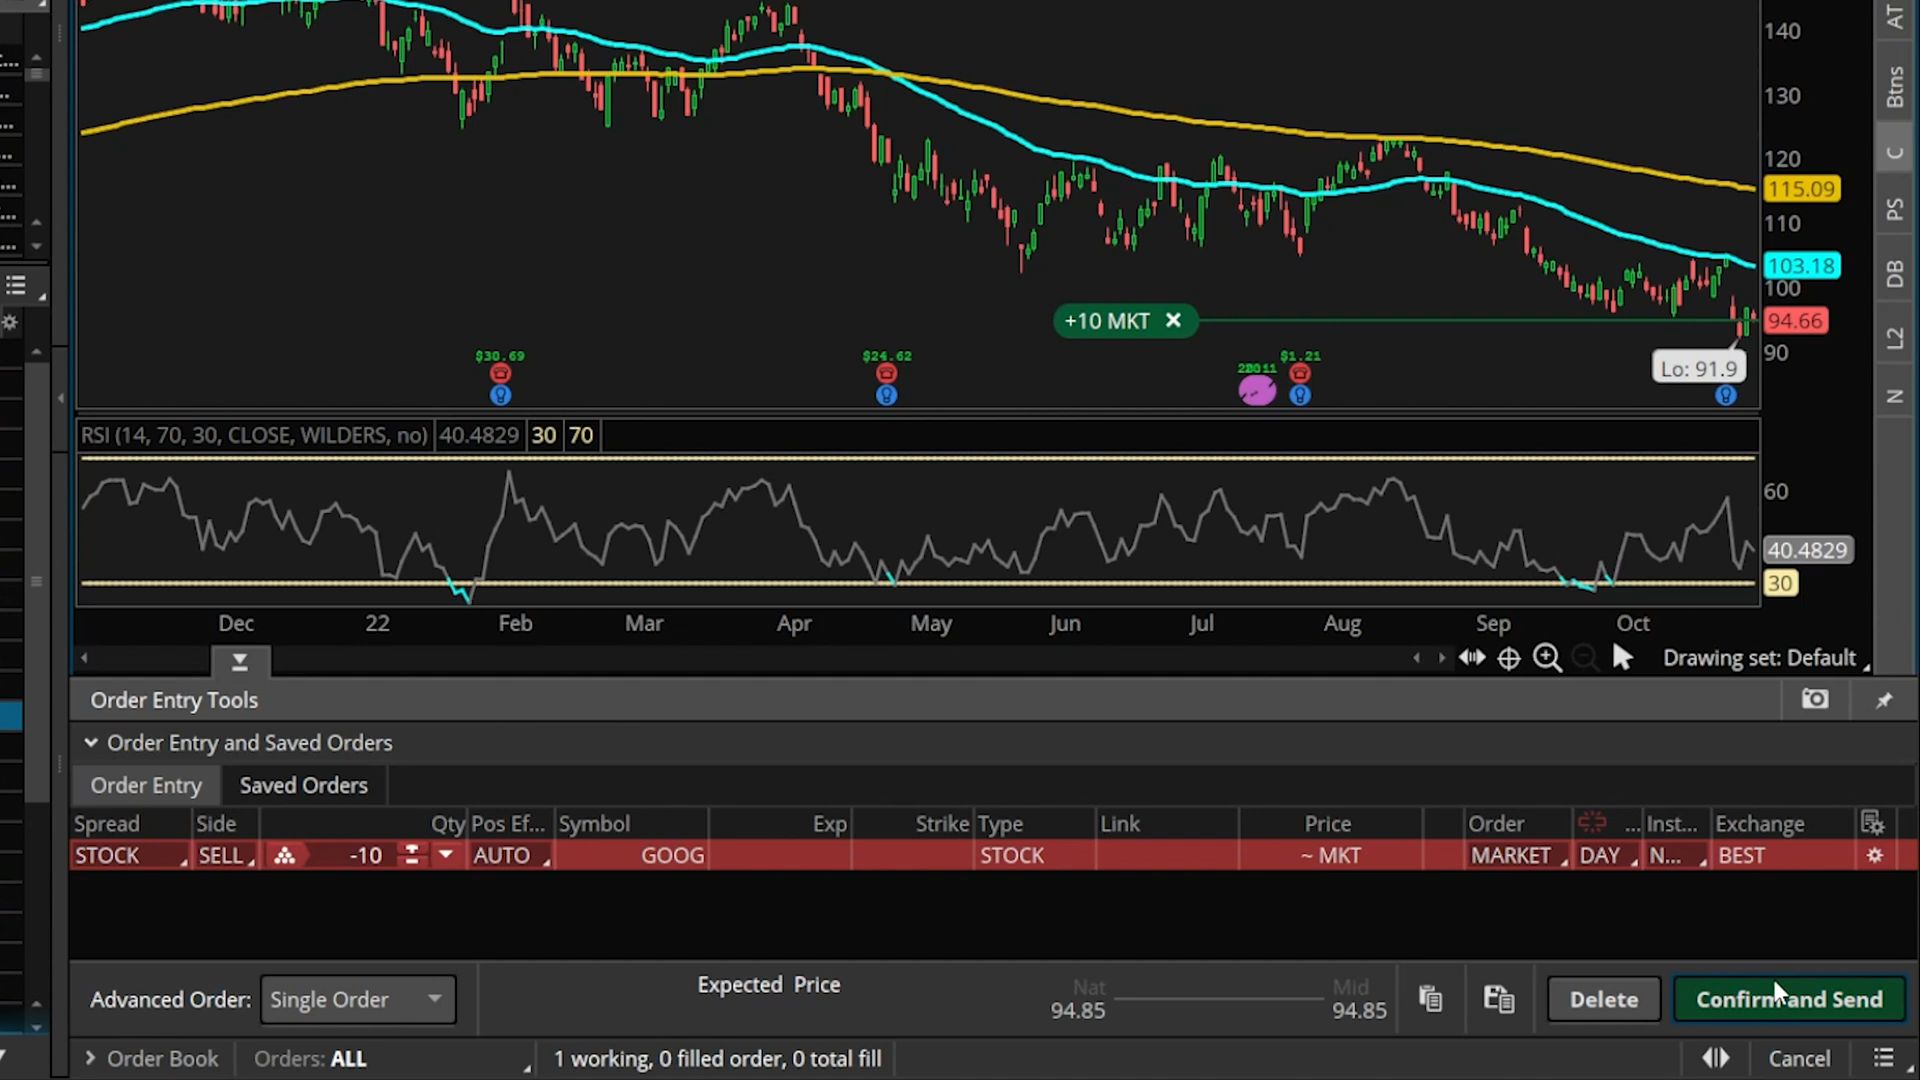 140
130
120
115.09
110
103.18
100
+10 MKT
94.66
90
Lo: 91.9
$30.69
$24.62
$1.21
RSI (14, 70, 30, CLOSE, WILDERS, no) 40.4829 30 70
60
40.4829
30
Dec 22 Feb Mar Apr May Jun Jul Aug Sep Oct
Drawing set: Default
AT
Btns
C
PS
DB
L2
N
Order Entry Tools
Order Entry and Saved Orders
Order Entry Saved Orders
Spread Side Qty Pos Ef... Symbol Exp Strike Type Link Price Order ... Inst... Exchange
STOCK SELL -10 AUTO GOOG STOCK ~ MKT MARKET DAY N... BEST
Advanced Order: Single Order
Expected Price
Nat Mid
94.85 94.85
Delete
Confirm and Send
Order Book Orders: ALL 1 working, 0 filled order, 0 total fill Cancel